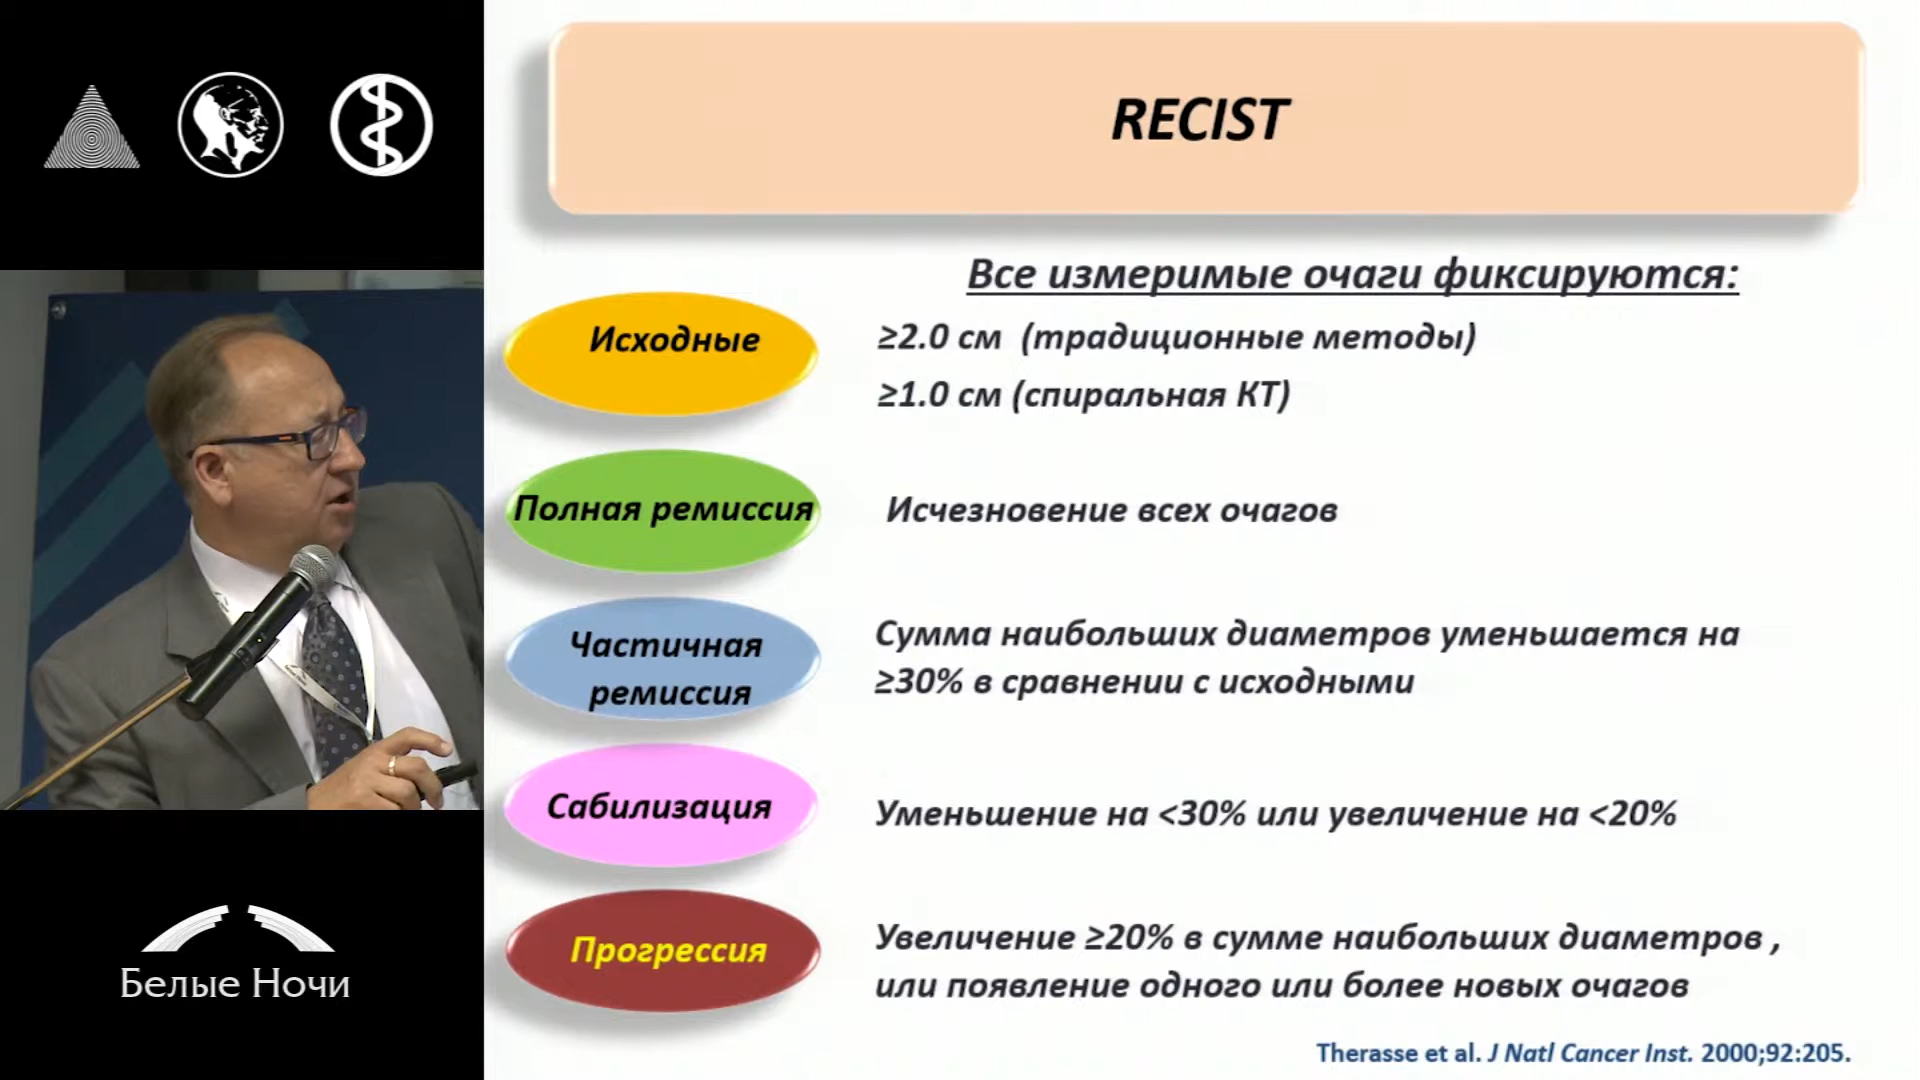 RECIST
Все измеримые очаги фиксируются:
Исходные
≥2.0 см (традиционные методы)
≥1.0 см (спиральная КТ)
Полная ремиссия
Исчезновение всех очагов
Частичная
ремиссия
Сумма наибольших диаметров уменьшается на
≥30% в сравнении с исходными
Сабилизация
Уменьшение на <30% или увеличение на <20%
Прогрессия
Увеличение ≥20% в сумме наибольших диаметров ,
или появление одного или более новых очагов
Therasse et al. J Natl Cancer Inst. 2000;92:205.
Белые Ночи